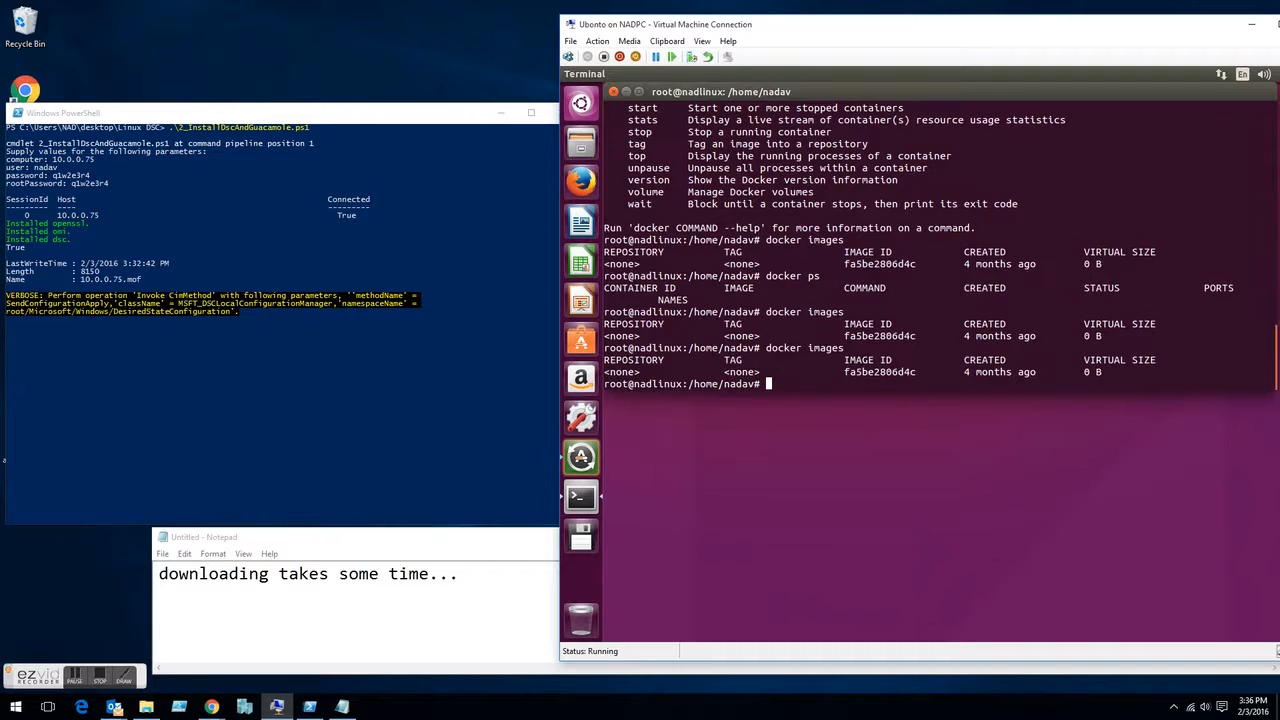 Recycle Bin
Windows PowerShell
PS C:\Users\NAD\desktop\Linux DSC> .\2_InstallDscAndGuacamole.ps1
cmdlet 2_InstallDscAndGuacamole.ps1 at command pipeline position 1
Supply values for the following parameters:
computer: 10.0.0.75
user: nadav
password: q1w2e3r4
rootPassword: q1w2e3r4
SessionId Host Connected
--------- ---- ---------
0 10.0.0.75 True
Installed openssl.
Installed omi.
Installed dsc.
True
LastWriteTime : 2/3/2016 3:32:42 PM
Length : 8150
Name : 10.0.0.75.mof
VERBOSE: Perform operation 'Invoke CimMethod' with following parameters, ''methodName' =
SendConfigurationApply,'className' = MSFT_DSCLocalConfigurationManager,'namespaceName' =
root/Microsoft/Windows/DesiredStateConfiguration'.
Untitled - Notepad
File Edit Format View Help
downloading takes some time...
ezvid
RECORDER
PAUSE STOP DRAW
Ubonto on NADPC - Virtual Machine Connection
File Action Media Clipboard View Help
Terminal
En
root@nadlinux: /home/nadav
start Start one or more stopped containers
stats Display a live stream of container(s) resource usage statistics
stop Stop a running container
tag Tag an image into a repository
top Display the running processes of a container
unpause Unpause all processes within a container
version Show the Docker version information
volume Manage Docker volumes
wait Block until a container stops, then print its exit code
Run 'docker COMMAND --help' for more information on a command.
root@nadlinux:/home/nadav# docker images
REPOSITORY TAG IMAGE ID CREATED VIRTUAL SIZE
<none> <none> fa5be2806d4c 4 months ago 0 B
root@nadlinux:/home/nadav# docker ps
CONTAINER ID IMAGE COMMAND CREATED STATUS PORTS
NAMES
root@nadlinux:/home/nadav# docker images
REPOSITORY TAG IMAGE ID CREATED VIRTUAL SIZE
<none> <none> fa5be2806d4c 4 months ago 0 B
root@nadlinux:/home/nadav# docker images
REPOSITORY TAG IMAGE ID CREATED VIRTUAL SIZE
<none> <none> fa5be2806d4c 4 months ago 0 B
root@nadlinux:/home/nadav#
Status: Running
3:36 PM
2/3/2016